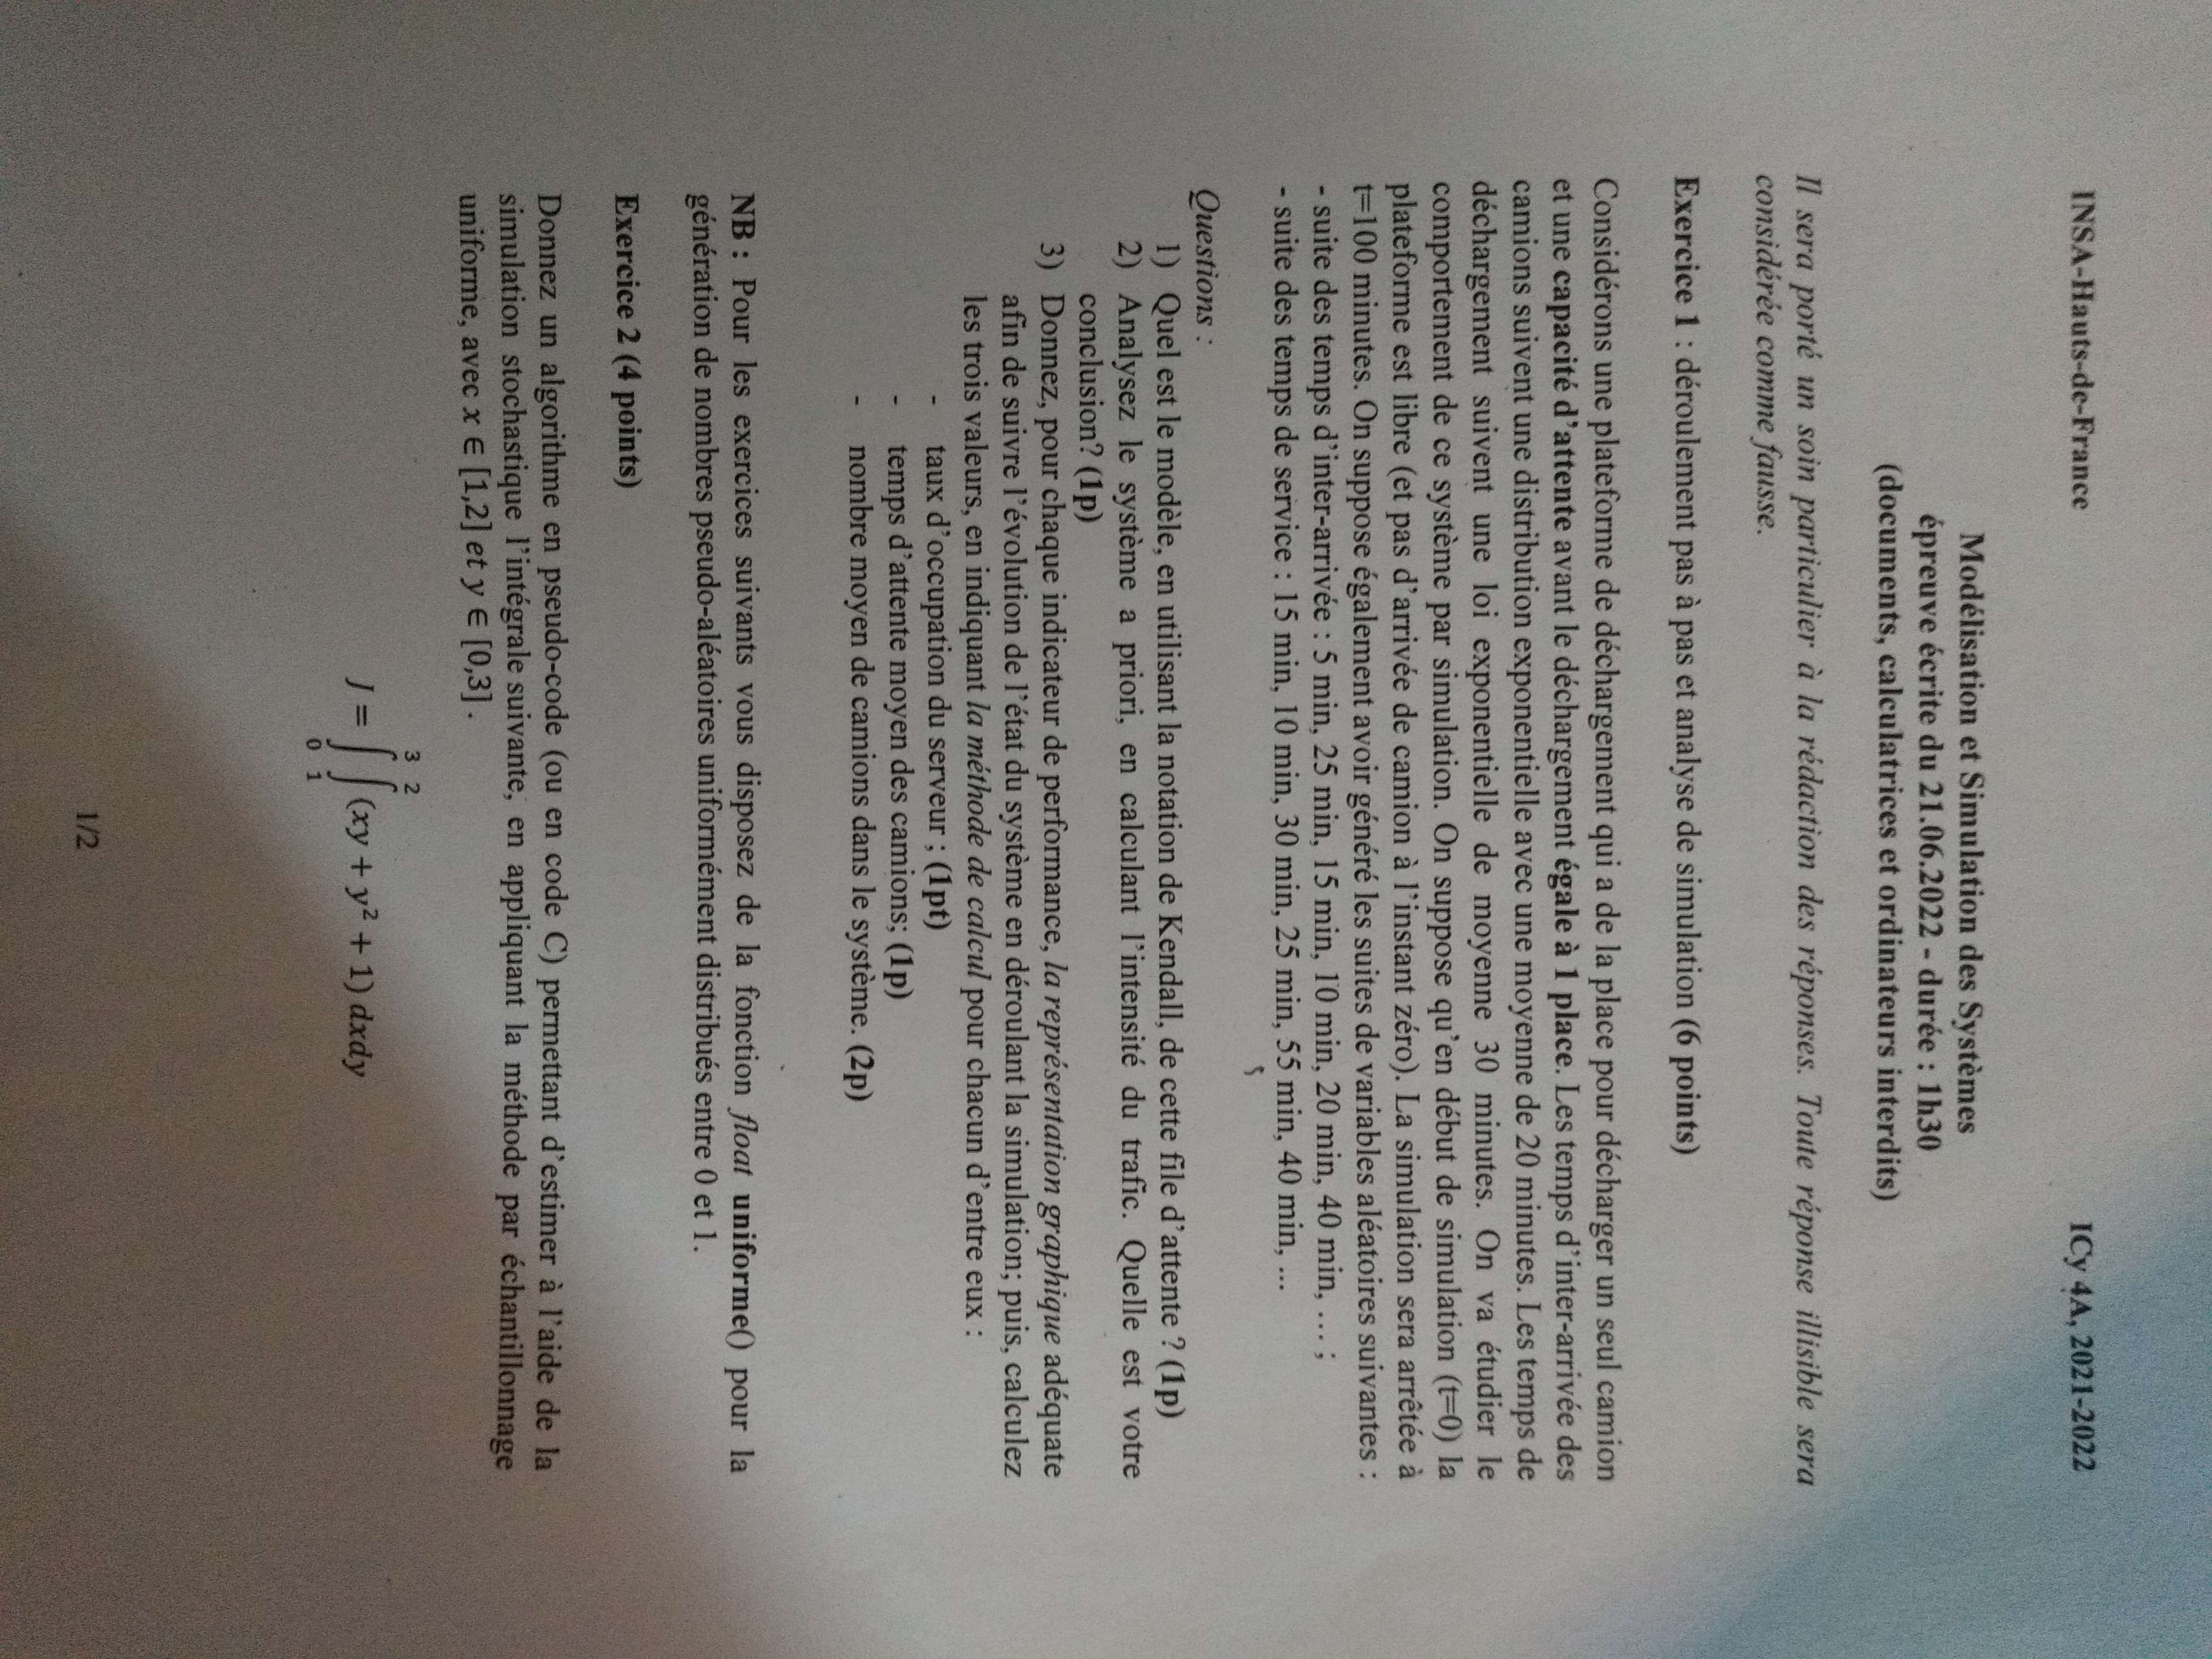 INSA-Hauts-de-France
ICy 4A, 2021-2022
Modélisation et Simulation des Systèmes
épreuve écrite du 21.06.2022 - durée : 1h30
(documents, calculatrices et ordinateurs interdits)
Il sera porté un soin particulier à la rédaction des réponses. Toute réponse illisible sera
considérée comme fausse.
Exercice 1 : déroulement pas à pas et analyse de simulation (6 points)
Considérons une plateforme de déchargement qui a de la place pour décharger un seul camion
et une capacité d'attente avant le déchargement égale à 1 place. Les temps d'inter-arrivée des
camions suivent une distribution exponentielle avec une moyenne de 20 minutes. Les temps de
déchargement suivent une loi exponentielle de moyenne 30 minutes. On va étudier le
comportement de ce système par simulation. On suppose qu'en début de simulation (t=0) la
plateforme est libre (et pas d'arrivée de camion à l'instant zéro). La simulation sera arrêtée à
t=100 minutes. On suppose également avoir généré les suites de variables aléatoires suivantes :
- suite des temps d'inter-arrivée : 5 min, 25 min, 15 min, 10 min, 20 min, 40 min, ... ;
- suite des temps de service : 15 min, 10 min, 30 min, 25 min, 55 min, 40 min, ...
5
Questions :
1) Quel est le modèle, en utilisant la notation de Kendall, de cette file d'attente ? (1p)
2) Analysez le système a priori, en calculant l'intensité du trafic. Quelle est votre
conclusion? (1p)
3) Donnez, pour chaque indicateur de performance, la représentation graphique adéquate
afin de suivre l'évolution de l'état du système en déroulant la simulation; puis, calculez
les trois valeurs, en indiquant la méthode de calcul pour chacun d'entre eux :
- taux d'occupation du serveur ; (1pt)
- temps d'attente moyen des camions; (1p)
- nombre moyen de camions dans le système. (2p)
NB : Pour les exercices suivants vous disposez de la fonction float uniforme() pour la
génération de nombres pseudo-aléatoires uniformément distribués entre 0 et 1.
Exercice 2 (4 points)
Donnez un algorithme en pseudo-code (ou en code C) permettant d'estimer à l'aide de la
simulation stochastique l'intégrale suivante, en appliquant la méthode par échantillonnage
uniforme, avec x ∈ [1,2] et y ∈ [0,3] .
J = ∫₀³ ∫₁² (xy + y² + 1) dxdy
1/2